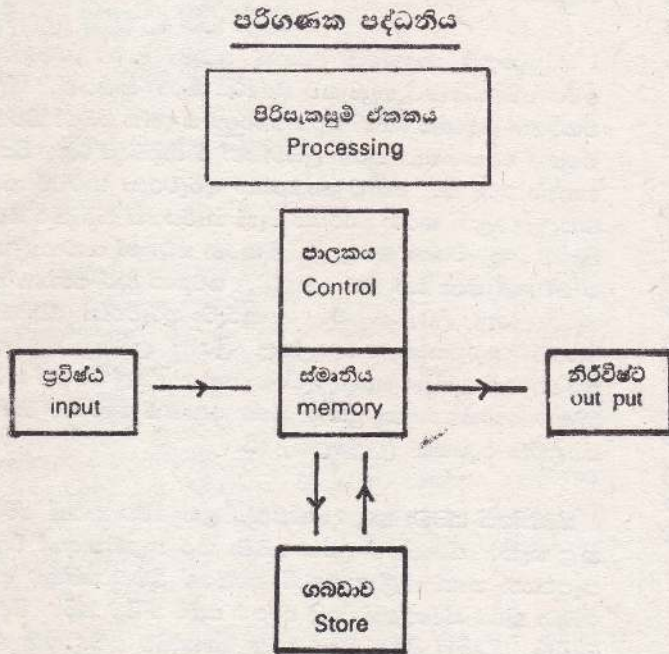 පරිගණක පද්ධතිය
පිරිසැකසුම් ඒකකය
Processing
පාලකය
Control
ප්‍රවිෂ්ඨ
input
ස්මෘතිය
memory
නිර්විෂ්ට
out put
ගබඩාව
Store